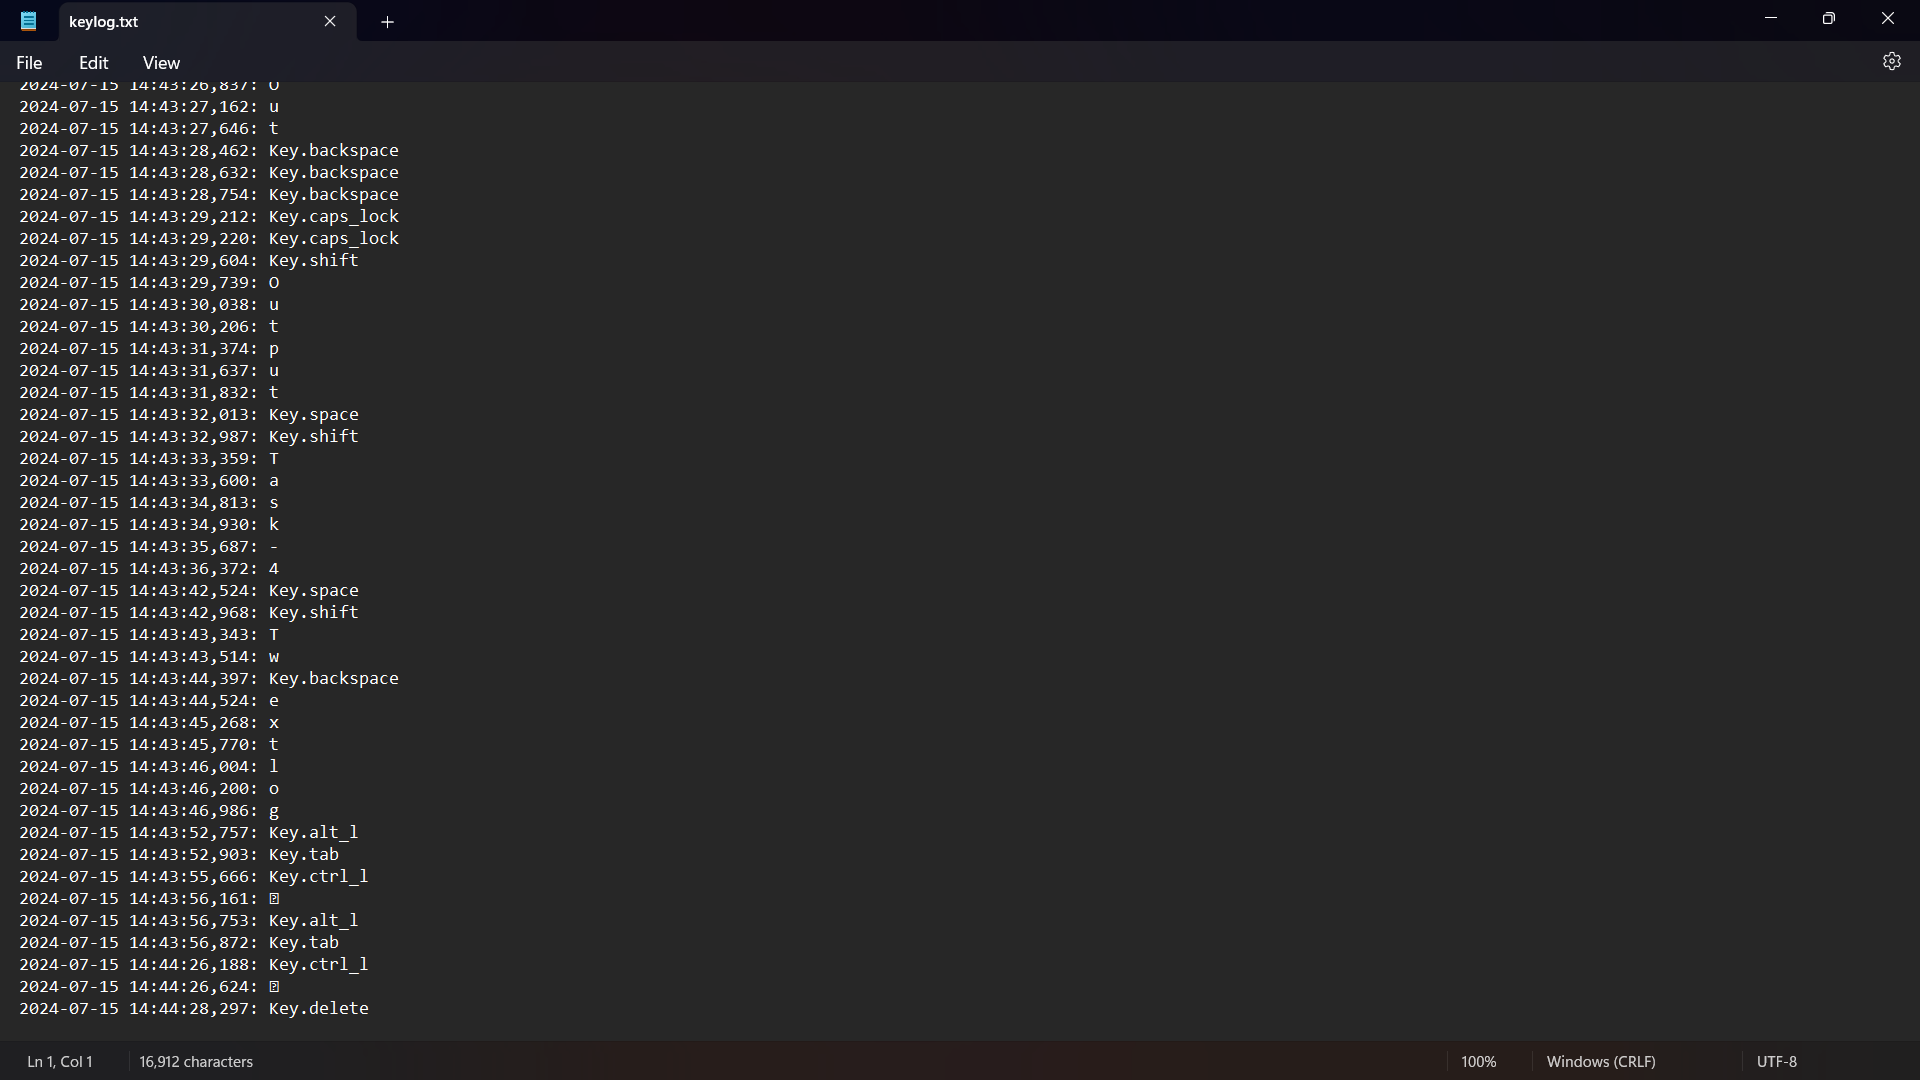 keylog.txt
File Edit View
2024-07-15 14:43:26,837: O
2024-07-15 14:43:27,162: u
2024-07-15 14:43:27,646: t
2024-07-15 14:43:28,462: Key.backspace
2024-07-15 14:43:28,632: Key.backspace
2024-07-15 14:43:28,754: Key.backspace
2024-07-15 14:43:29,212: Key.caps_lock
2024-07-15 14:43:29,220: Key.caps_lock
2024-07-15 14:43:29,604: Key.shift
2024-07-15 14:43:29,739: O
2024-07-15 14:43:30,038: u
2024-07-15 14:43:30,206: t
2024-07-15 14:43:31,374: p
2024-07-15 14:43:31,637: u
2024-07-15 14:43:31,832: t
2024-07-15 14:43:32,013: Key.space
2024-07-15 14:43:32,987: Key.shift
2024-07-15 14:43:33,359: T
2024-07-15 14:43:33,600: a
2024-07-15 14:43:34,813: s
2024-07-15 14:43:34,930: k
2024-07-15 14:43:35,687: -
2024-07-15 14:43:36,372: 4
2024-07-15 14:43:42,524: Key.space
2024-07-15 14:43:42,968: Key.shift
2024-07-15 14:43:43,343: T
2024-07-15 14:43:43,514: w
2024-07-15 14:43:44,397: Key.backspace
2024-07-15 14:43:44,524: e
2024-07-15 14:43:45,268: x
2024-07-15 14:43:45,770: t
2024-07-15 14:43:46,004: l
2024-07-15 14:43:46,200: o
2024-07-15 14:43:46,986: g
2024-07-15 14:43:52,757: Key.alt_l
2024-07-15 14:43:52,903: Key.tab
2024-07-15 14:43:55,666: Key.ctrl_l
2024-07-15 14:43:56,161: 
2024-07-15 14:43:56,753: Key.alt_l
2024-07-15 14:43:56,872: Key.tab
2024-07-15 14:44:26,188: Key.ctrl_l
2024-07-15 14:44:26,624: 
2024-07-15 14:44:28,297: Key.delete
Ln 1, Col 1 16,912 characters 100% Windows (CRLF) UTF-8